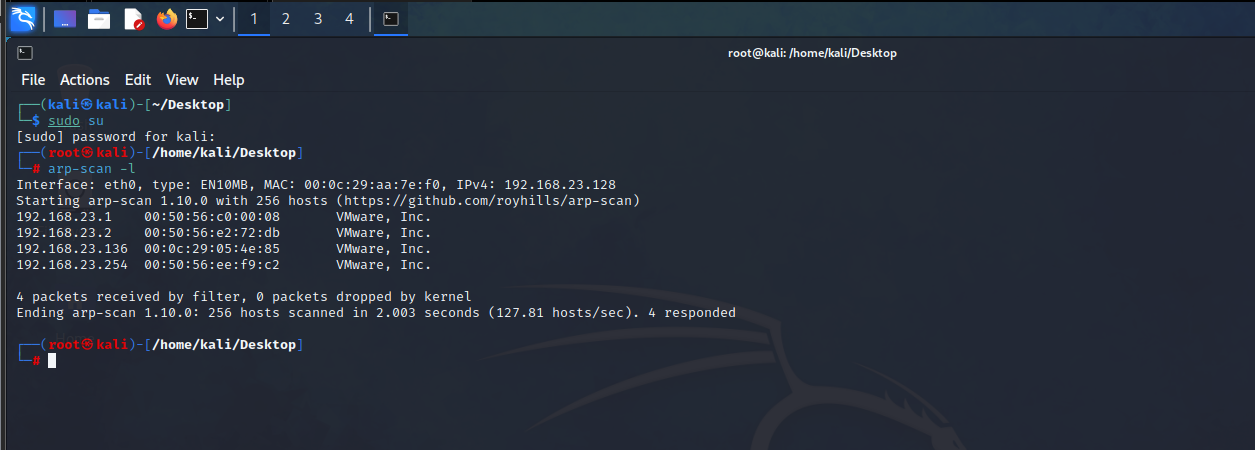 1 2 3 4
root@kali: /home/kali/Desktop
File Actions Edit View Help
┌──(kali㉿kali)-[~/Desktop]
└─$ sudo su
[sudo] password for kali:
┌──(root㉿kali)-[/home/kali/Desktop]
└─# arp-scan -l
Interface: eth0, type: EN10MB, MAC: 00:0c:29:aa:7e:f0, IPv4: 192.168.23.128
Starting arp-scan 1.10.0 with 256 hosts (https://github.com/royhills/arp-scan)
192.168.23.1    00:50:56:c0:00:08       VMware, Inc.
192.168.23.2    00:50:56:e2:72:db       VMware, Inc.
192.168.23.136  00:0c:29:05:4e:85       VMware, Inc.
192.168.23.254  00:50:56:ee:f9:c2       VMware, Inc.
4 packets received by filter, 0 packets dropped by kernel
Ending arp-scan 1.10.0: 256 hosts scanned in 2.003 seconds (127.81 hosts/sec). 4 responded
┌──(root㉿kali)-[/home/kali/Desktop]
└─#